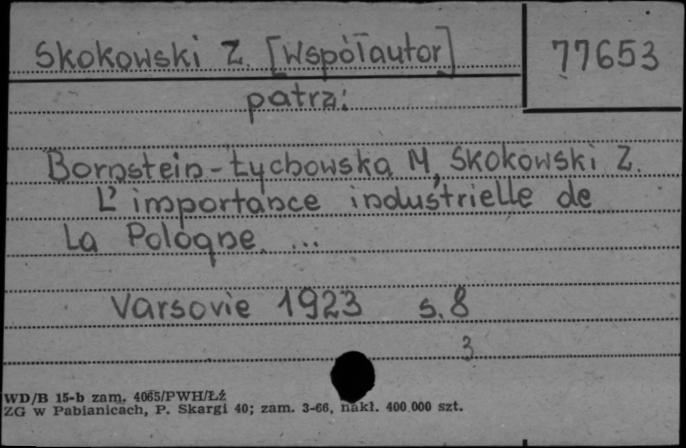 Skokowski Z. [Współautor]
77653
patrz:
Bornstein-Łychowska M, Skokowski Z.
L'importance industrielle de
la Pologne. ...
Varsovie 1923 s. 8
3
WD/B 15-b zam. 4065/PWH/Łź
ZG w Pabianicach, P. Skargi 40; zam. 3-66, nakł. 400 000 szt.